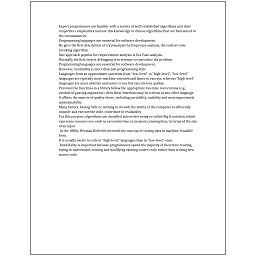 Expert programmers are familiar with a variety of well-established algorithms and their
respective complexities and use this knowledge to choose algorithms that are best suited to
the circumstances.
Programming languages are essential for software development.
He gave the first description of cryptanalysis by frequency analysis, the earliest code-
breaking algorithm.
One approach popular for requirements analysis is Use Case analysis.
Normally the first step in debugging is to attempt to reproduce the problem.
Programming languages are essential for software development.
However, readability is more than just programming style.
Languages form an approximate spectrum from "low-level" to "high-level"; "low-level"
languages are typically more machine-oriented and faster to execute, whereas "high-level"
languages are more abstract and easier to use but execute less quickly.
Provided the functions in a library follow the appropriate run-time conventions (e.g.,
method of passing arguments), then these functions may be written in any other language.
It affects the aspects of quality above, including portability, usability and most importantly
maintainability.
Many factors, having little or nothing to do with the ability of the computer to efficiently
compile and execute the code, contribute to readability.
For this purpose, algorithms are classified into orders using so-called Big O notation, which
expresses resource use, such as execution time or memory consumption, in terms of the size
of an input.
In the 1880s, Herman Hollerith invented the concept of storing data in machine-readable
form.
It is usually easier to code in "high-level" languages than in "low-level" ones.
Readability is important because programmers spend the majority of their time reading,
trying to understand, reusing and modifying existing source code, rather than writing new
source code.